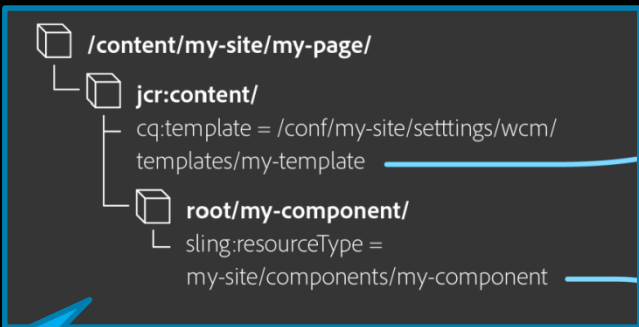 /content/my-site/my-page/
jcr:content/
cq:template = /conf/my-site/setttings/wcm/
templates/my-template
root/my-component/
sling:resourceType =
my-site/components/my-component